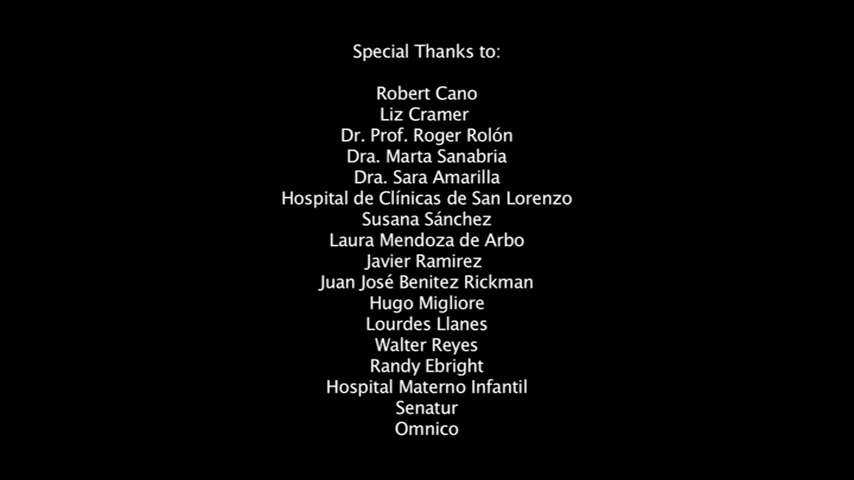 Special Thanks to:
Robert Cano
Liz Cramer
Dr. Prof. Roger Rolón
Dra. Marta Sanabria
Dra. Sara Amarilla
Hospital de Clínicas de San Lorenzo
Susana Sánchez
Laura Mendoza de Arbo
Javier Ramirez
Juan José Benitez Rickman
Hugo Migliore
Lourdes Llanes
Walter Reyes
Randy Ebright
Hospital Materno Infantil
Senatur
Omnico